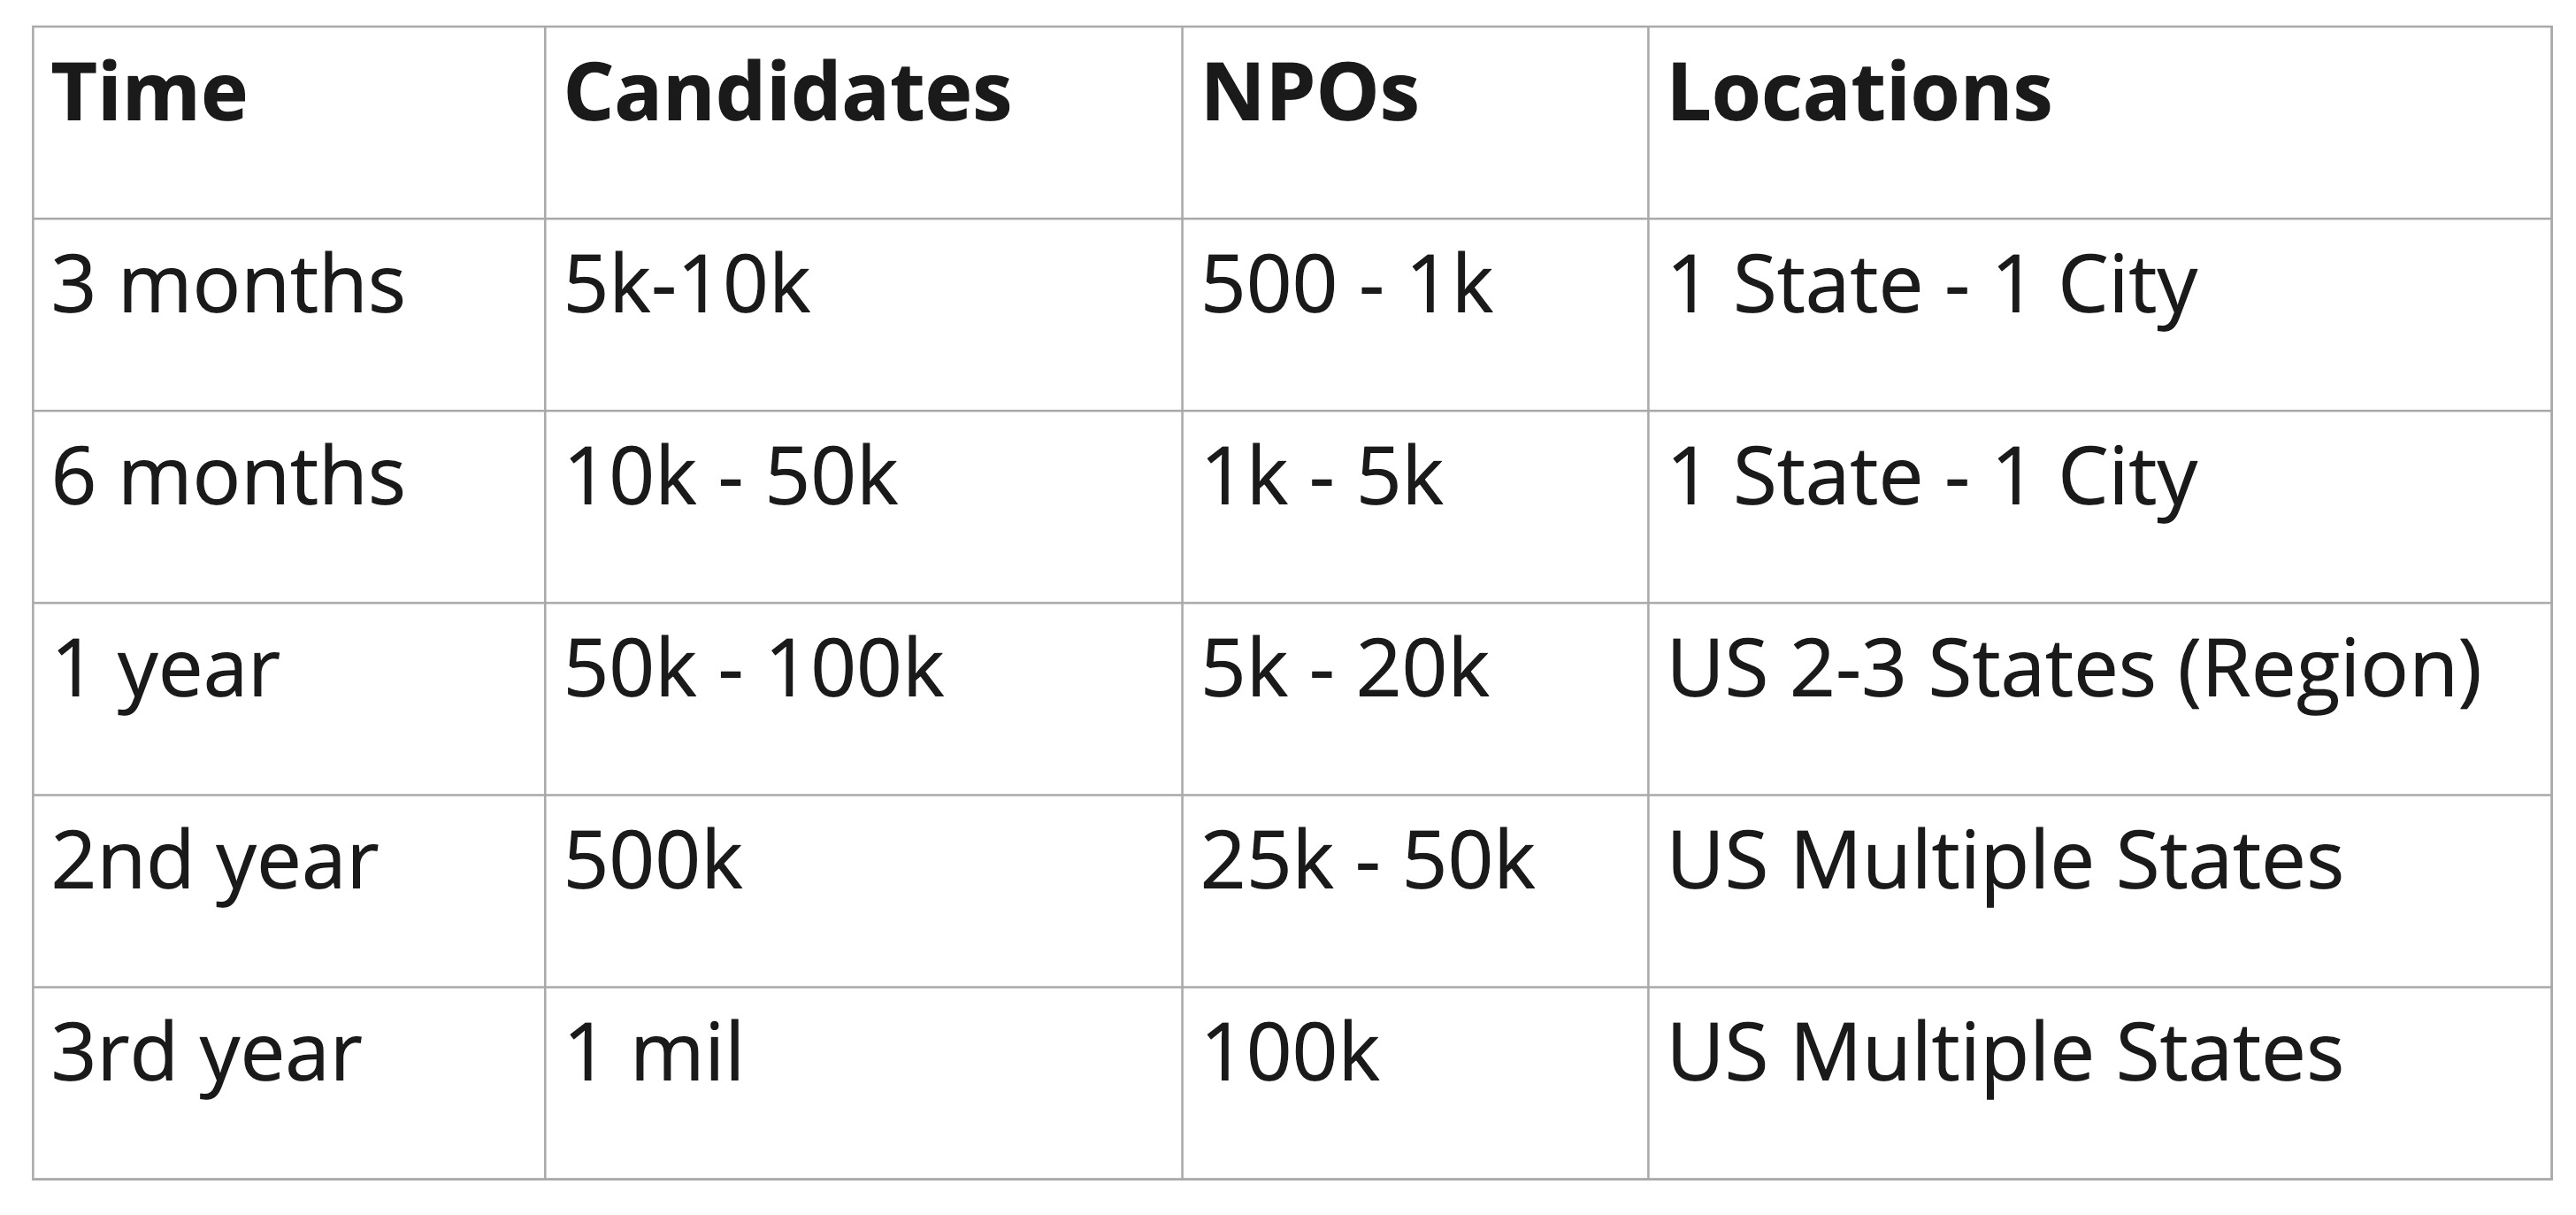 Time Candidates NPOs Locations
3 months 5k-10k 500 - 1k 1 State - 1 City
6 months 10k - 50k 1k - 5k 1 State - 1 City
1 year 50k - 100k 5k - 20k US 2-3 States (Region)
2nd year 500k 25k - 50k US Multiple States
3rd year 1 mil 100k US Multiple States